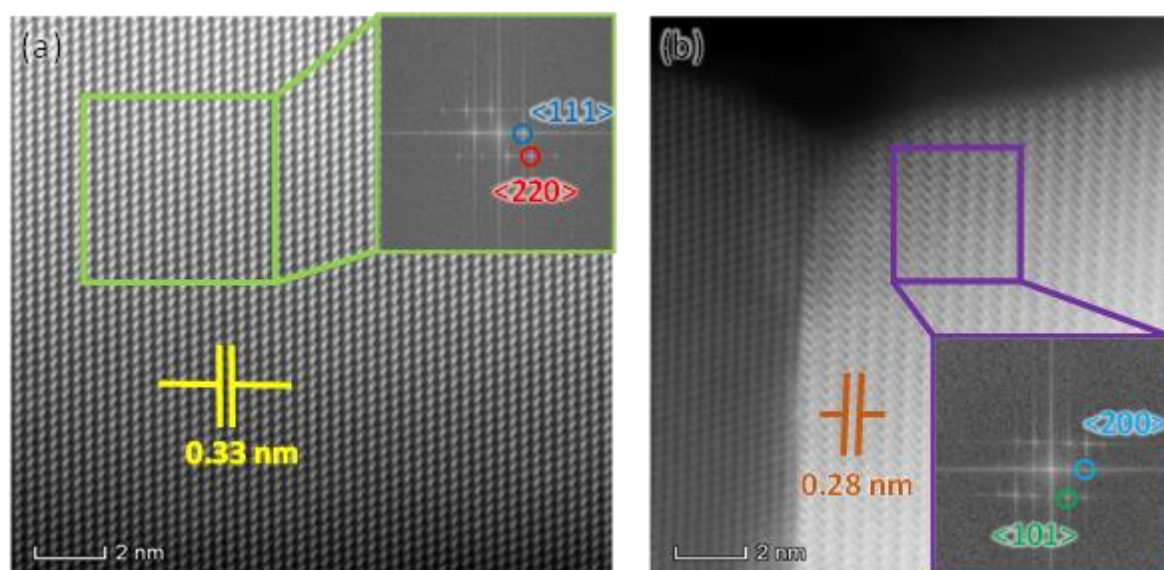 (a)
<111>
<220>
0.33 nm
2 nm
(b)
<200>
0.28 nm
<101>
2 nm